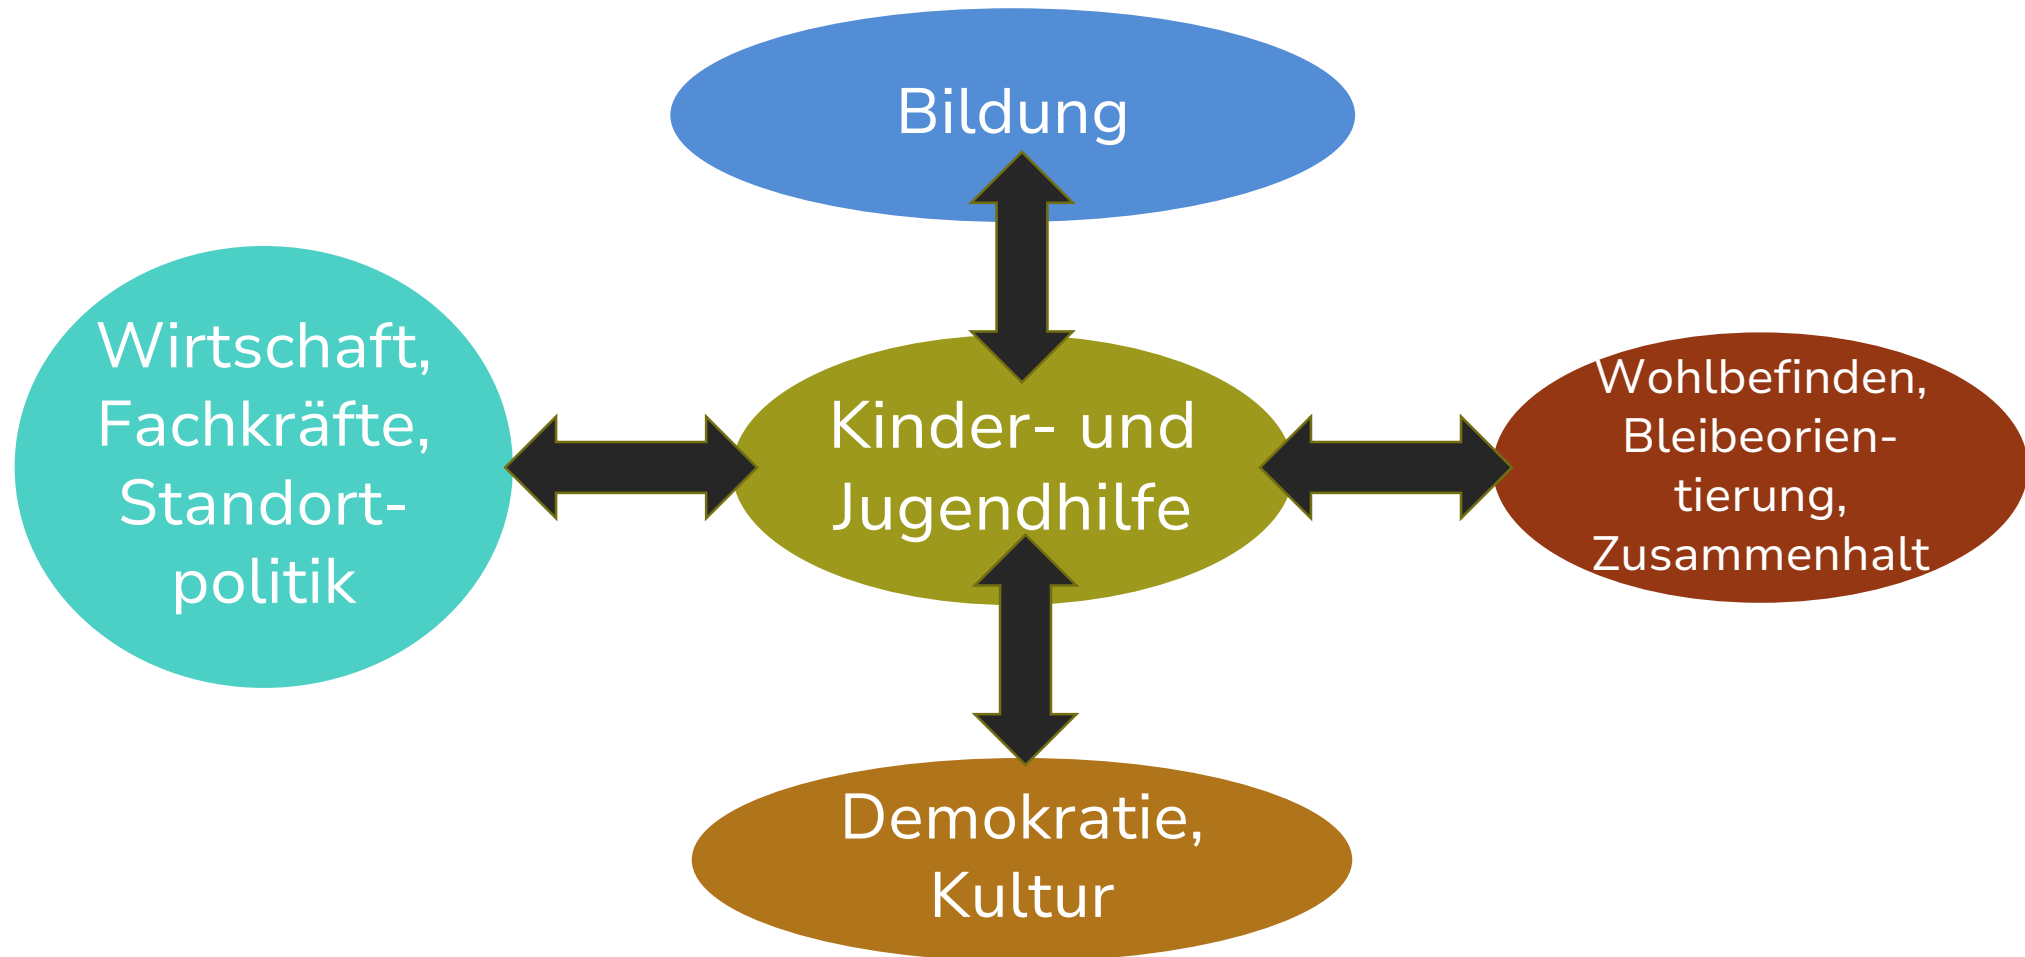 Bildung
Wirtschaft,
Fachkräfte,
Standort-
politik
Kinder- und
Jugendhilfe
Wohlbefinden,
Bleibeorien-
tierung,
Zusammenhalt
Demokratie,
Kultur